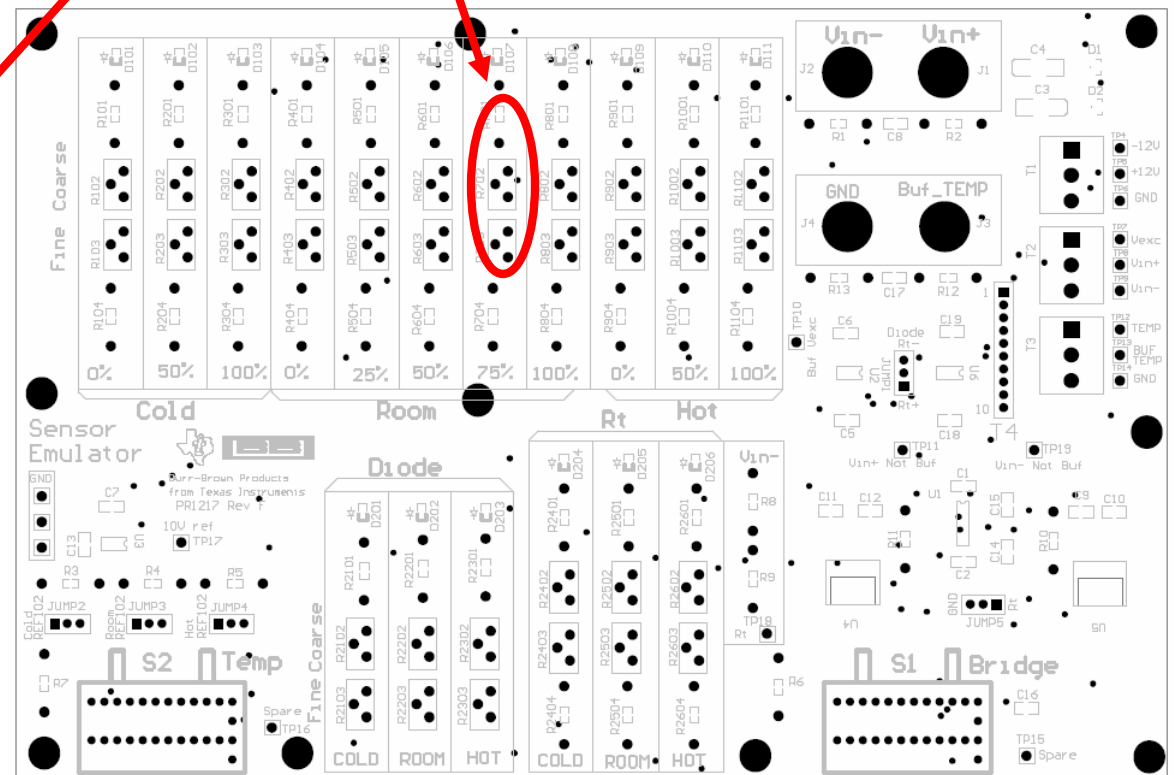 Vin- Vin+
J2 J1
C4 D1
C3 D2
D101 D102 D103 D104 D105 D106 D107 D108 D109 D110 D111
R101 R201 R301 R401 R501 R601 R801 R901 R1001 R1101
R1 C8 R2
Fine Coarse
R102 R202 R302 R402 R502 R602 R702 R802 R902 R1002 R1102
R103 R203 R303 R403 R503 R603 R803 R903 R1003 R1103
R104 R204 R304 R404 R504 R604 R704 R804 R904 R1004 R1104
0% 50% 100% 0% 25% 50% 75% 100% 0% 50% 100%
Cold Room Hot
T1
TP4 -12V
TP8 +12V
TP6 GND
GND Buf_TEMP
J4 J3
T2
TP7 Vexc
TP6 Vin+
TP5 Vin-
R13 C17 R12
TP10
Buf Vexc
C6 Diode C19
Rt-
U2 JUMP1 U6
Rt+
C5 C18
1
10
T4
T3
TP12 TEMP
TP13 BUF TEMP
TP14 GND
TP11
Vin+ Not Buf
TP19
Vin- Not Buf
Sensor
Emulator
Burr-Brown Products
from Texas Instruments
PR1217 Rev
GND
C7
10V ref
TP17
C13 U3
R3 R4 R5
Cold REF102 JUMP2
Room REF102 JUMP3
Hot REF102 JUMP4
R7
S2 Temp
Spare
TP16
Diode
D201 D202 D203
R2101 R2201 R2301
Fine Coarse
R2102 R2202 R2302
R2103 R2203 R2303
COLD ROOM HOT
Rt
D204 D205 D206
R2401 R2501 R2601
R2402 R2502 R2602
R2403 R2503 R2603
R2404 R2504 R2604
COLD ROOM HOT
Vin-
R8
R9
TP18
Rt
R6
C11 C12 U1 C1 C15 C9 C10
R11 C14 R10
C2
U4 U5
GND Rt
JUMP5
S1 Bridge
C16
TP15
Spare